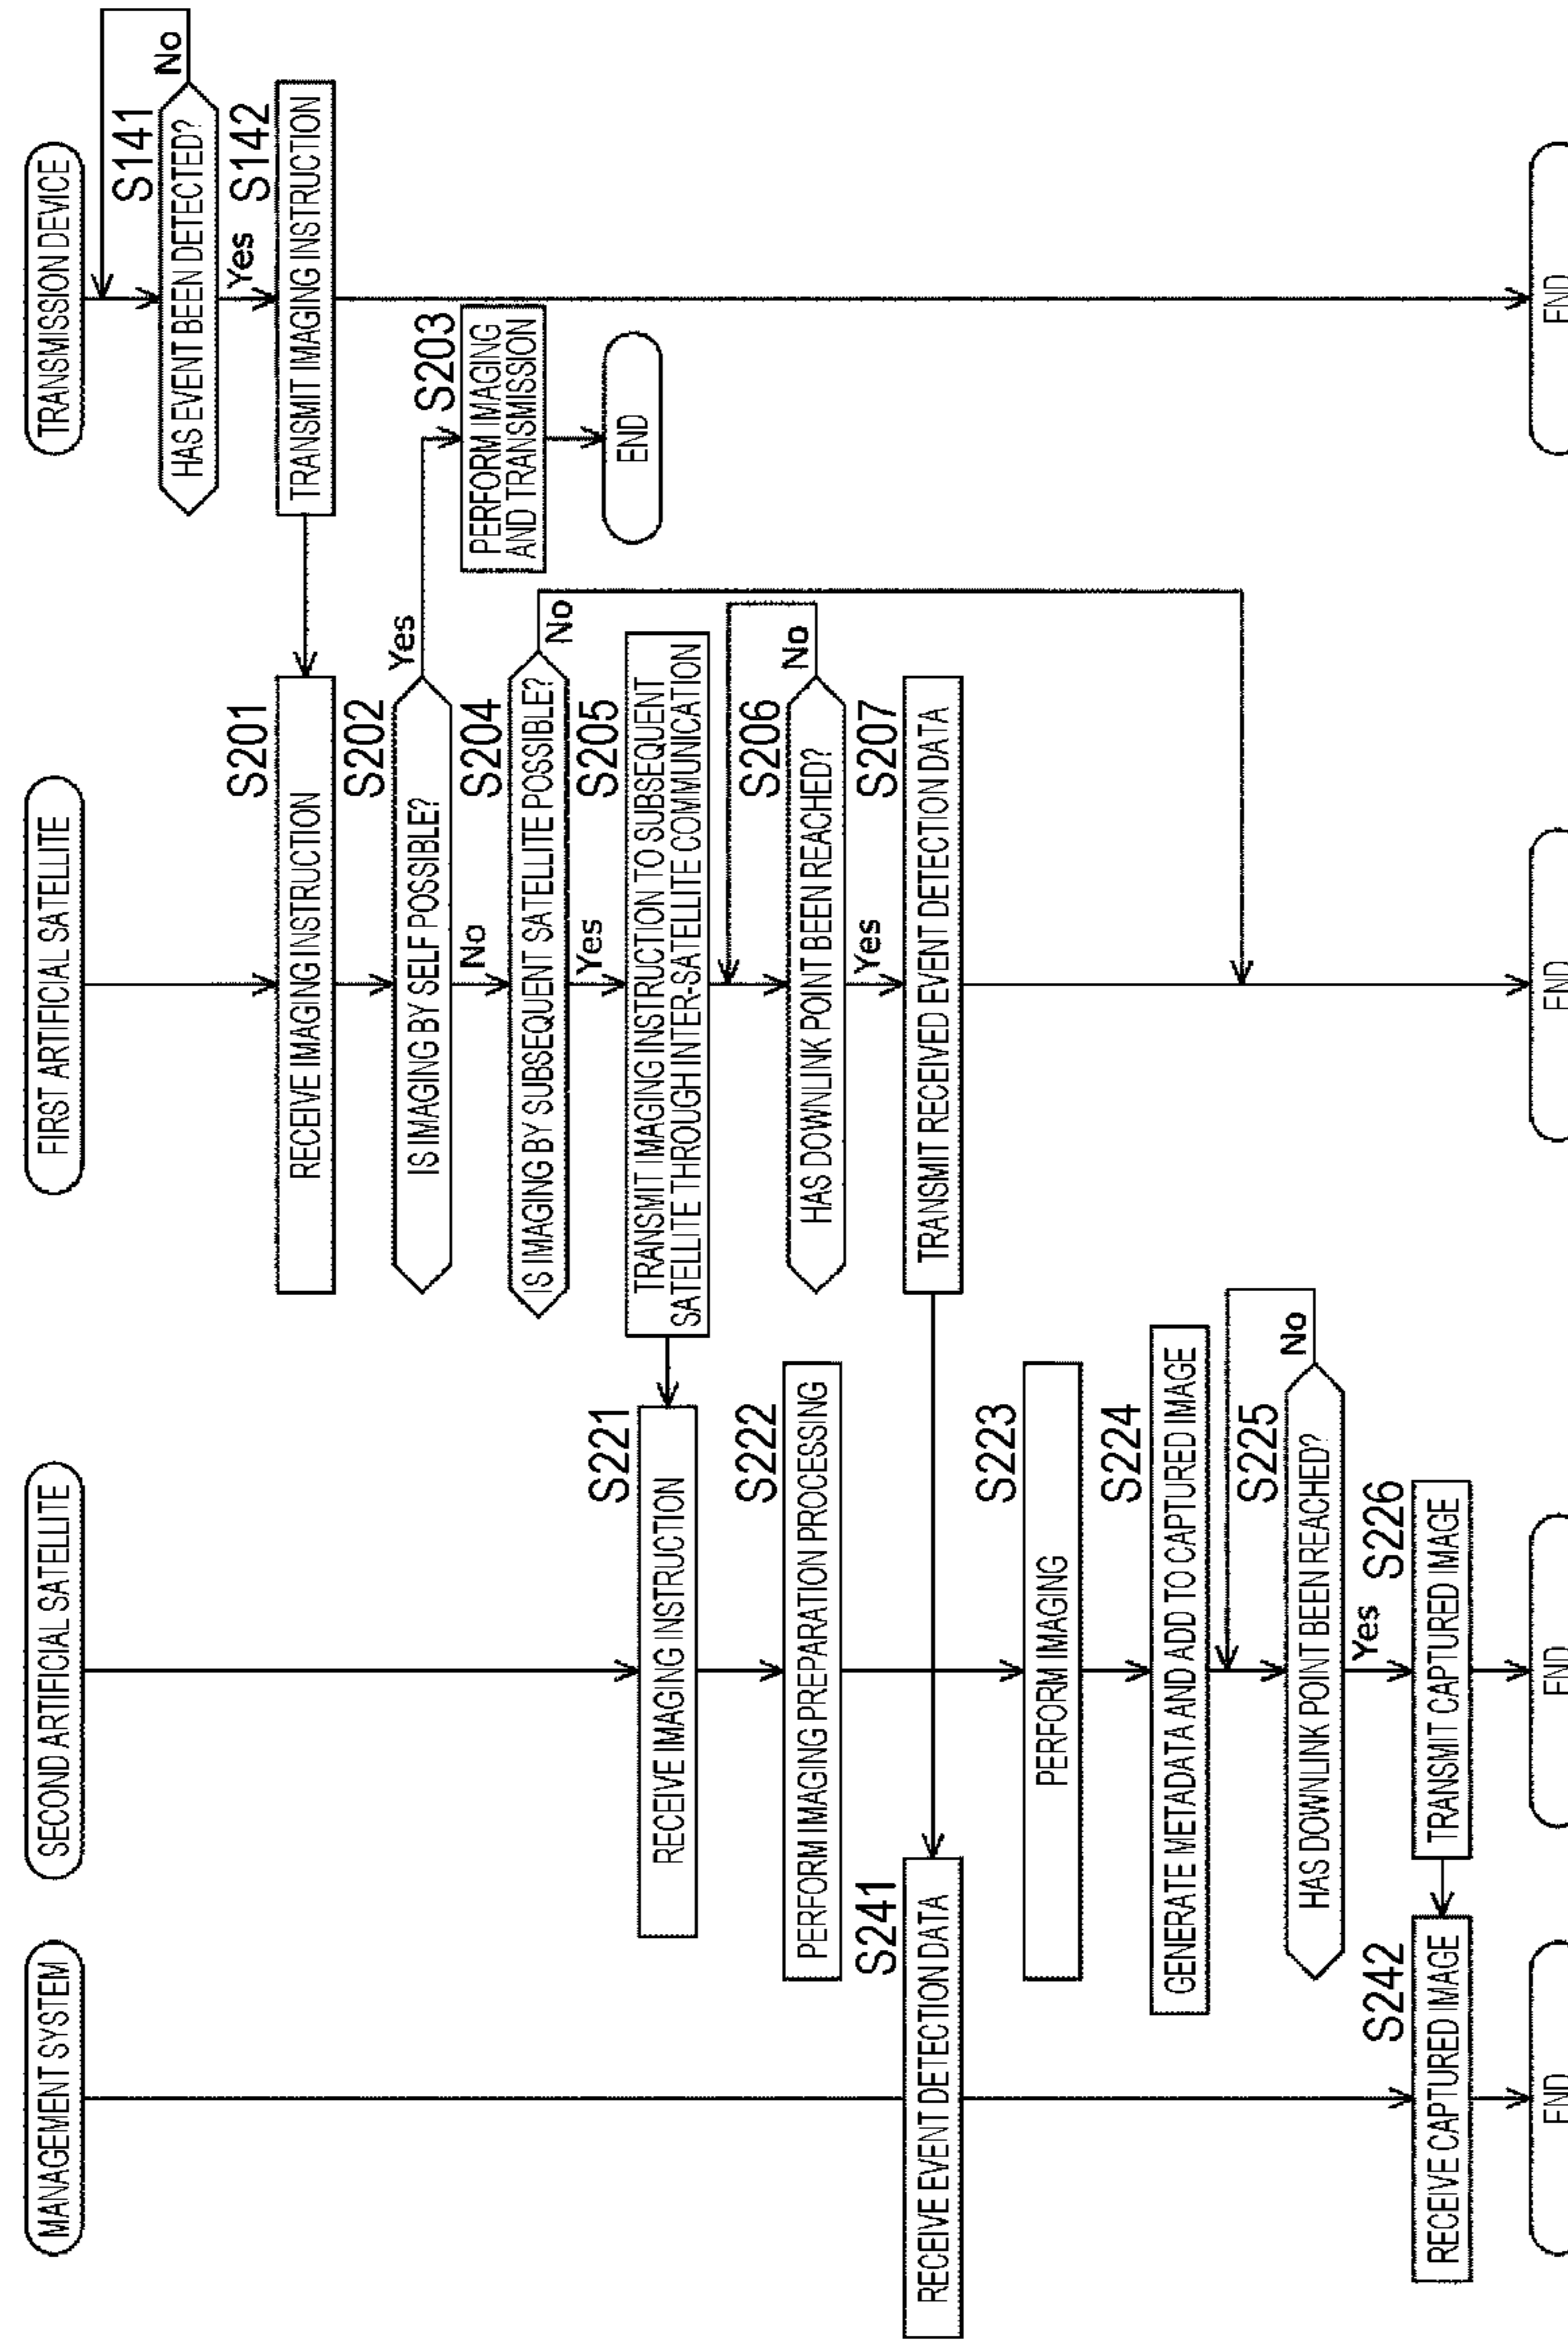 MANAGEMENT SYSTEM
SECOND ARTIFICIAL SATELLITE
FIRST ARTIFICIAL SATELLITE
TRANSMISSION DEVICE
No
S141
HAS EVENT BEEN DETECTED?
Yes
S142
TRANSMIT IMAGING INSTRUCTION
S201
RECEIVE IMAGING INSTRUCTION
S202
IS IMAGING BY SELF POSSIBLE?
Yes
No
S203
PERFORM IMAGING
AND TRANSMISSION
END
S204
IS IMAGING BY SUBSEQUENT SATELLITE POSSIBLE?
No
Yes
S205
TRANSMIT IMAGING INSTRUCTION TO SUBSEQUENT
SATELLITE THROUGH INTER-SATELLITE COMMUNICATION
S221
RECEIVE IMAGING INSTRUCTION
S222
PERFORM IMAGING PREPARATION PROCESSING
S206
HAS DOWNLINK POINT BEEN REACHED?
No
Yes
S207
TRANSMIT RECEIVED EVENT DETECTION DATA
S241
RECEIVE EVENT DETECTION DATA
S223
PERFORM IMAGING
S224
GENERATE METADATA AND ADD TO CAPTURED IMAGE
S225
HAS DOWNLINK POINT BEEN REACHED?
No
Yes
S226
TRANSMIT CAPTURED IMAGE
S242
RECEIVE CAPTURED IMAGE
END
END
END
END